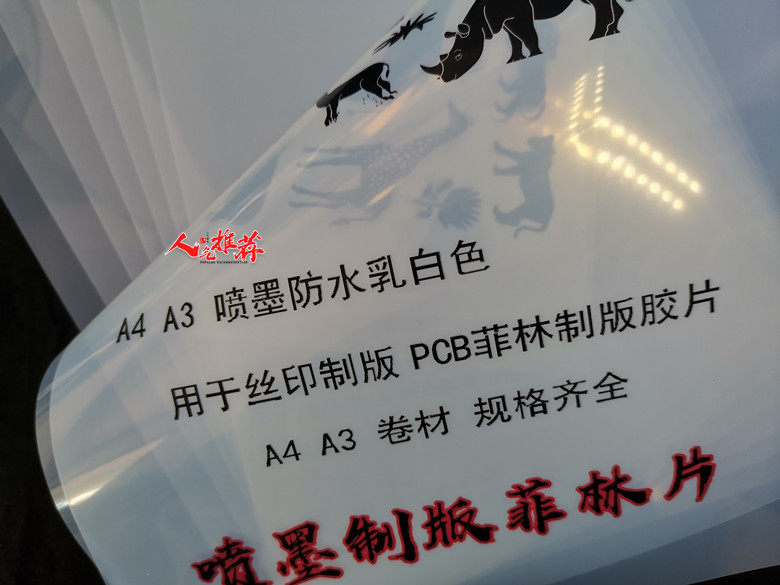 人气推荐
A4 A3 喷墨防水乳白色
用于丝印制版 PCB菲林制版胶片
A4 A3 卷材 规格齐全
喷墨制版菲林片